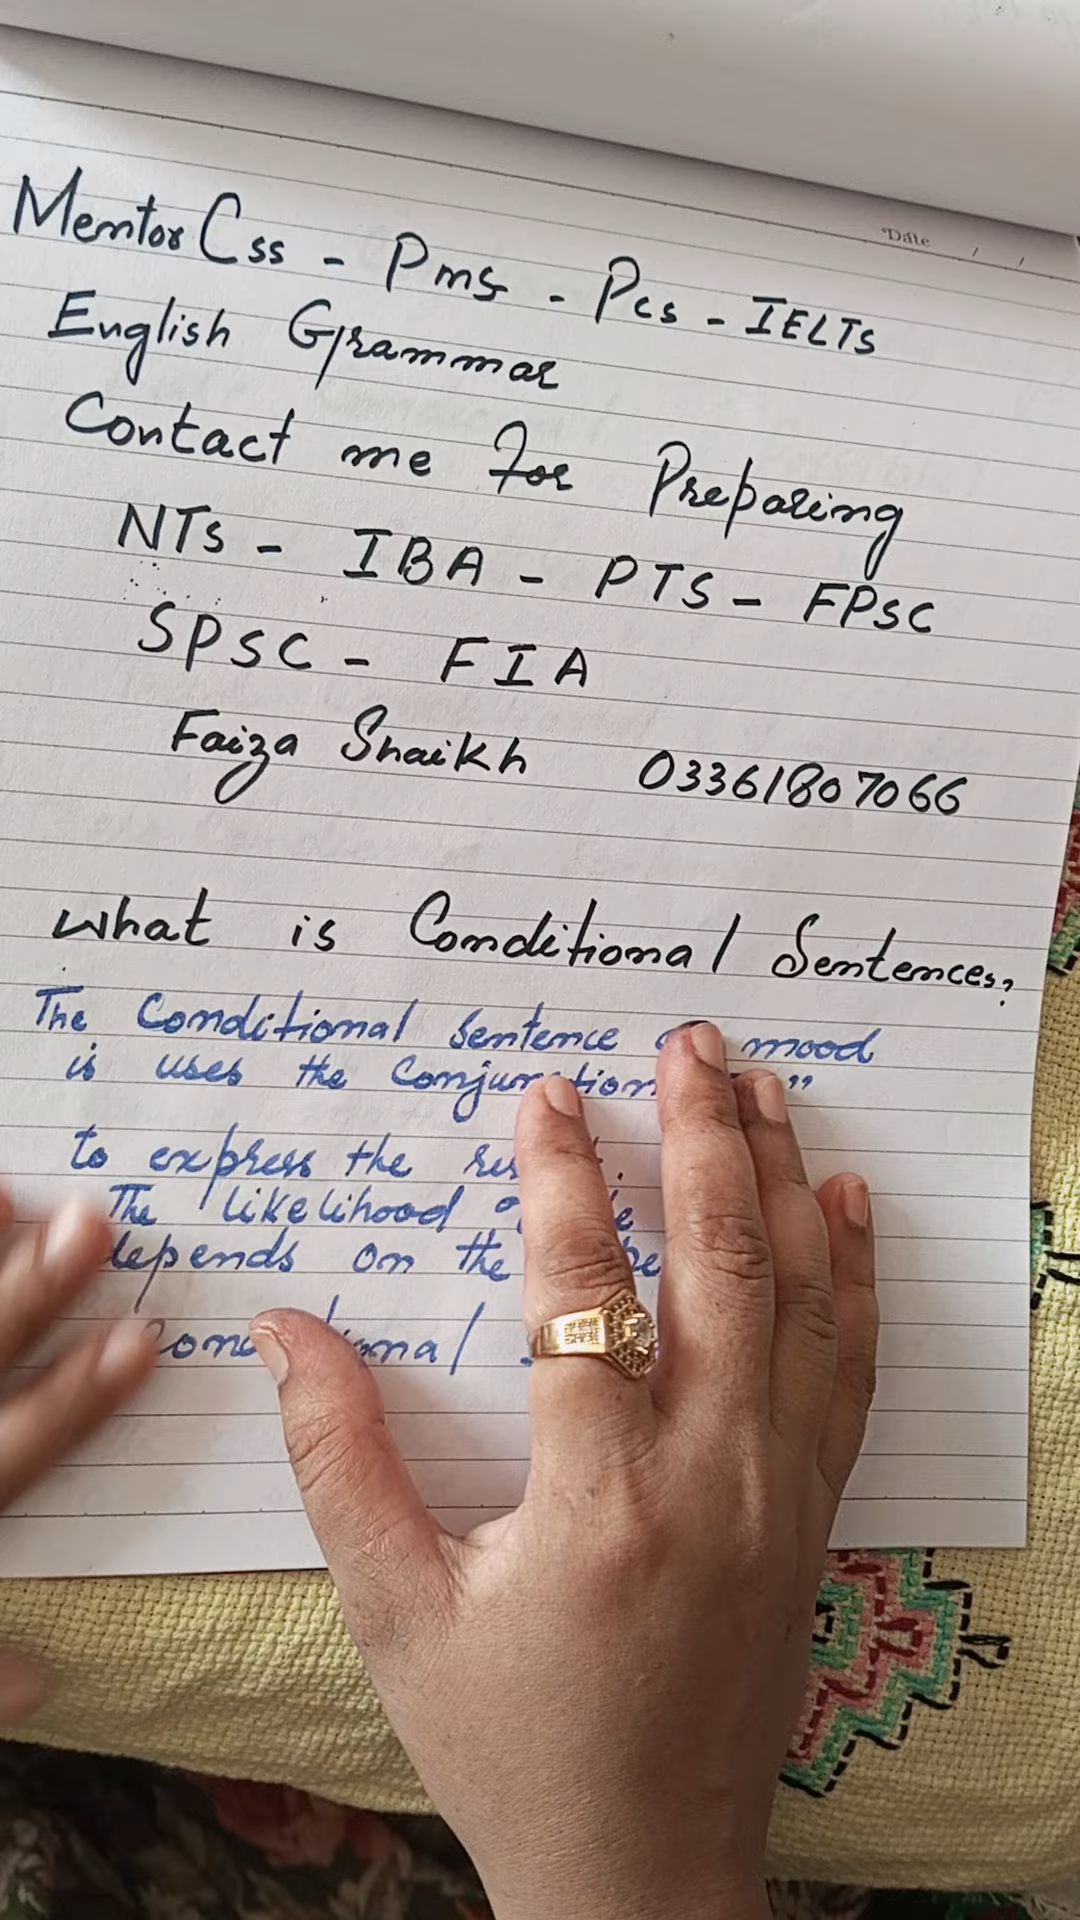 Date / /
Mentor Css - Pms - Pcs - IELTs
English Grammar
Contact me For Preparing
NTs - IBA - PTS - FPSC
SPSC - FIA
Faiza Shaikh 03361807066
What is Conditional Sentences?
The Conditional Sentence mood
is uses the Conjunction ”
to express the
The likelihood
depends on the
Conditional